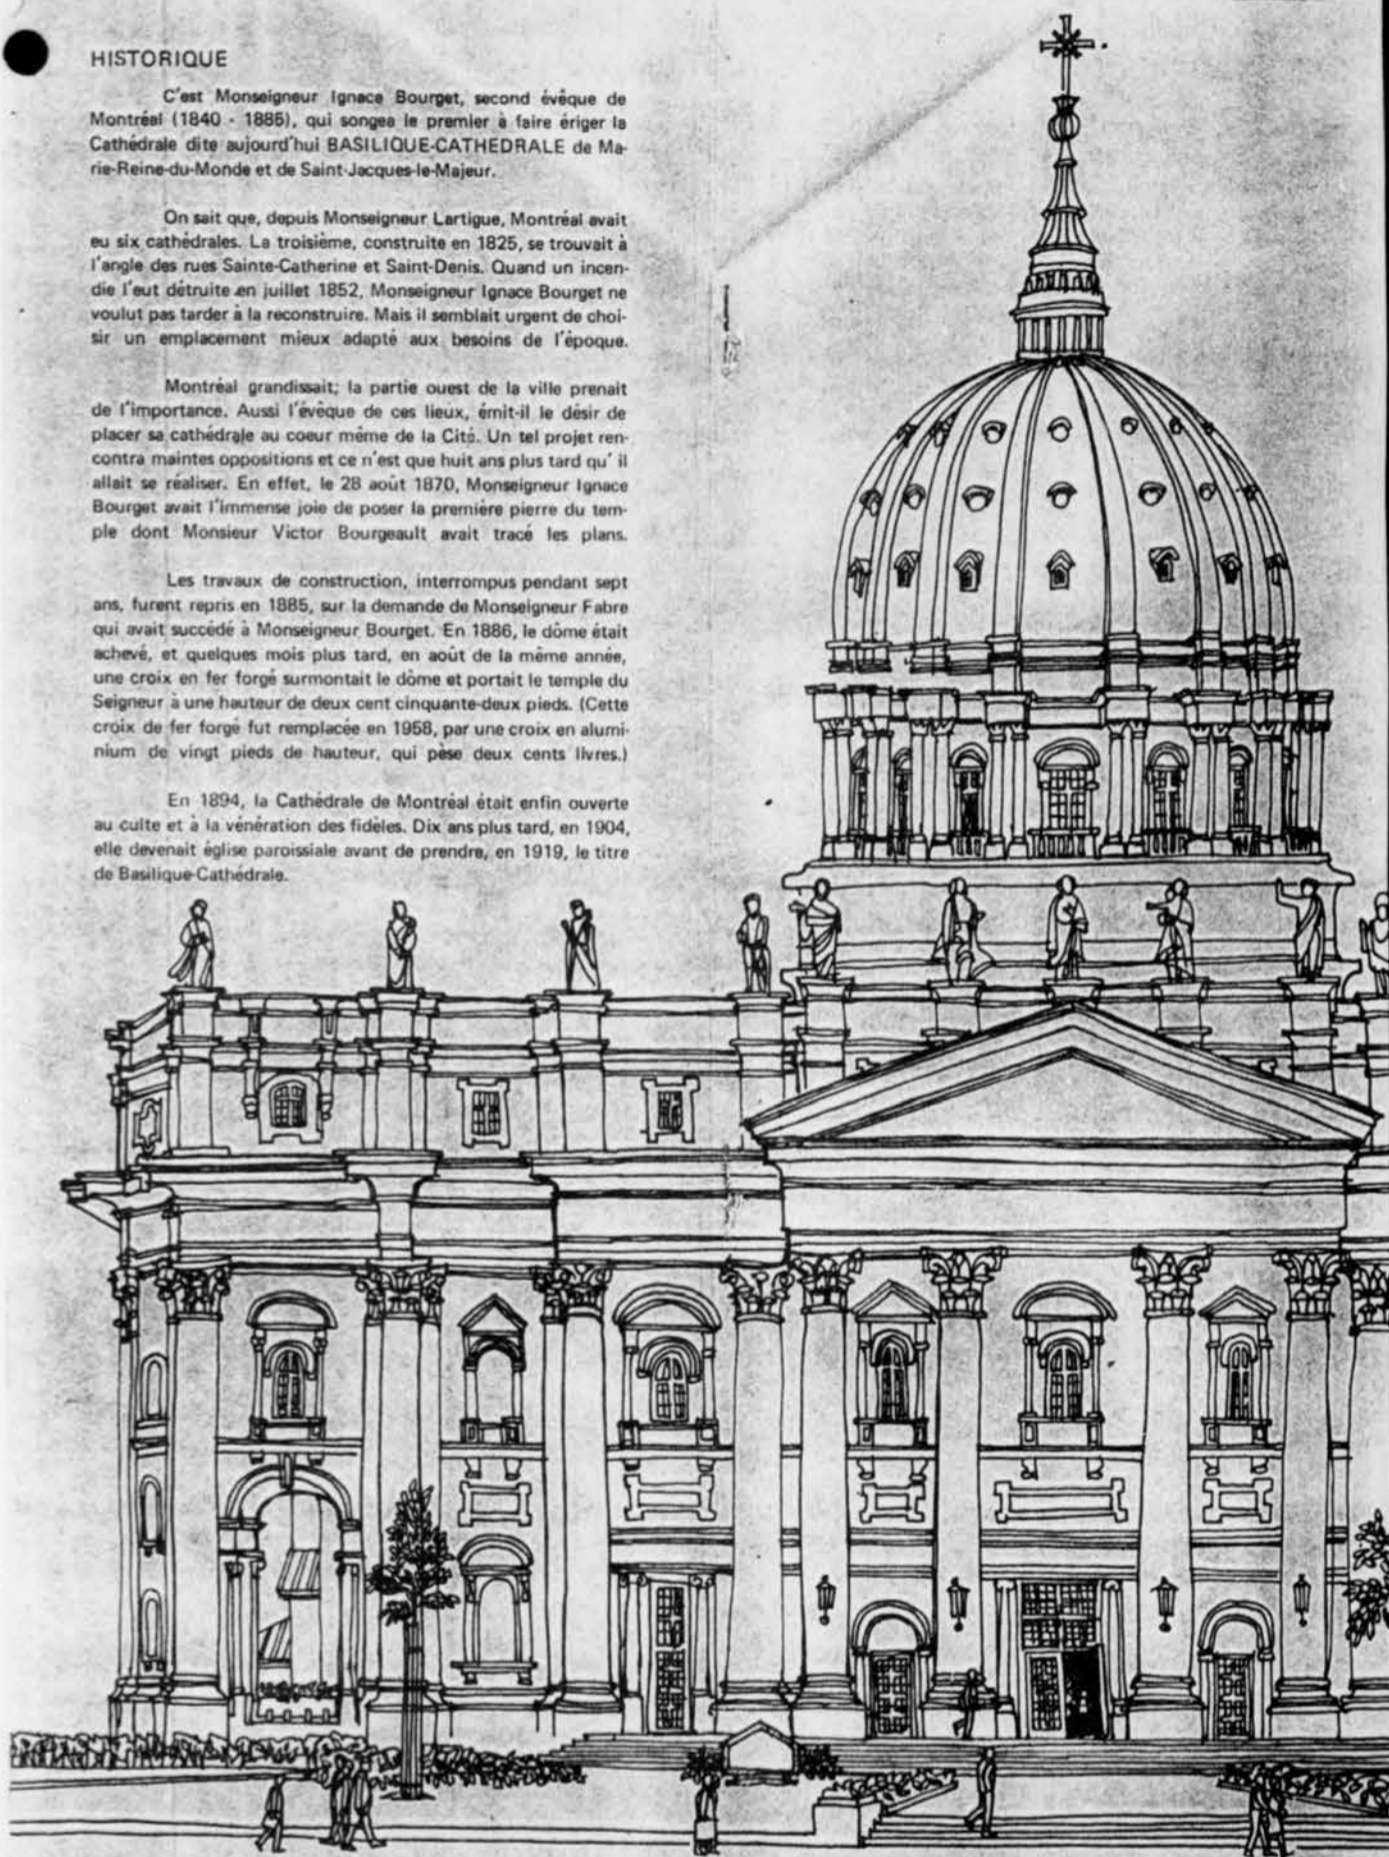 HISTORIQUE
C'est Monseigneur Ignace Bourget, second évêque de
Montréal (1840 - 1885), qui songea le premier à faire ériger la
Cathédrale dite aujourd'hui BASILIQUE-CATHEDRALE de Ma-
rie-Reine-du-Monde et de Saint-Jacques-le-Majeur.
On sait que, depuis Monseigneur Lartigue, Montréal avait
eu six cathédrales. La troisième, construite en 1825, se trouvait à
l'angle des rues Sainte-Catherine et Saint-Denis. Quand un incen-
die l'eut détruite en juillet 1852, Monseigneur Ignace Bourget ne
voulut pas tarder à la reconstruire. Mais il semblait urgent de choi-
sir un emplacement mieux adapté aux besoins de l'époque.
Montréal grandissait; la partie ouest de la ville prenait
de l'importance. Aussi l'évêque de ces lieux, émit-il le désir de
placer sa cathédrale au coeur même de la Cité. Un tel projet ren-
contra maintes oppositions et ce n'est que huit ans plus tard qu' il
allait se réaliser. En effet, le 28 août 1870, Monseigneur Ignace
Bourget avait l'immense joie de poser la première pierre du tem-
ple dont Monsieur Victor Bourgeault avait tracé les plans.
Les travaux de construction, interrompus pendant sept
ans, furent repris en 1885, sur la demande de Monseigneur Fabre
qui avait succédé à Monseigneur Bourget. En 1886, le dôme était
achevé, et quelques mois plus tard, en août de la même année,
une croix en fer forgé surmontait le dôme et portait le temple du
Seigneur à une hauteur de deux cent cinquante-deux pieds. (Cette
croix de fer forgé fut remplacée en 1958, par une croix en alumi-
nium de vingt pieds de hauteur, qui pèse deux cents livres.)
En 1894, la Cathédrale de Montréal était enfin ouverte
au culte et à la vénération des fidèles. Dix ans plus tard, en 1904,
elle devenait église paroissiale avant de prendre, en 1919, le titre
de Basilique-Cathédrale.